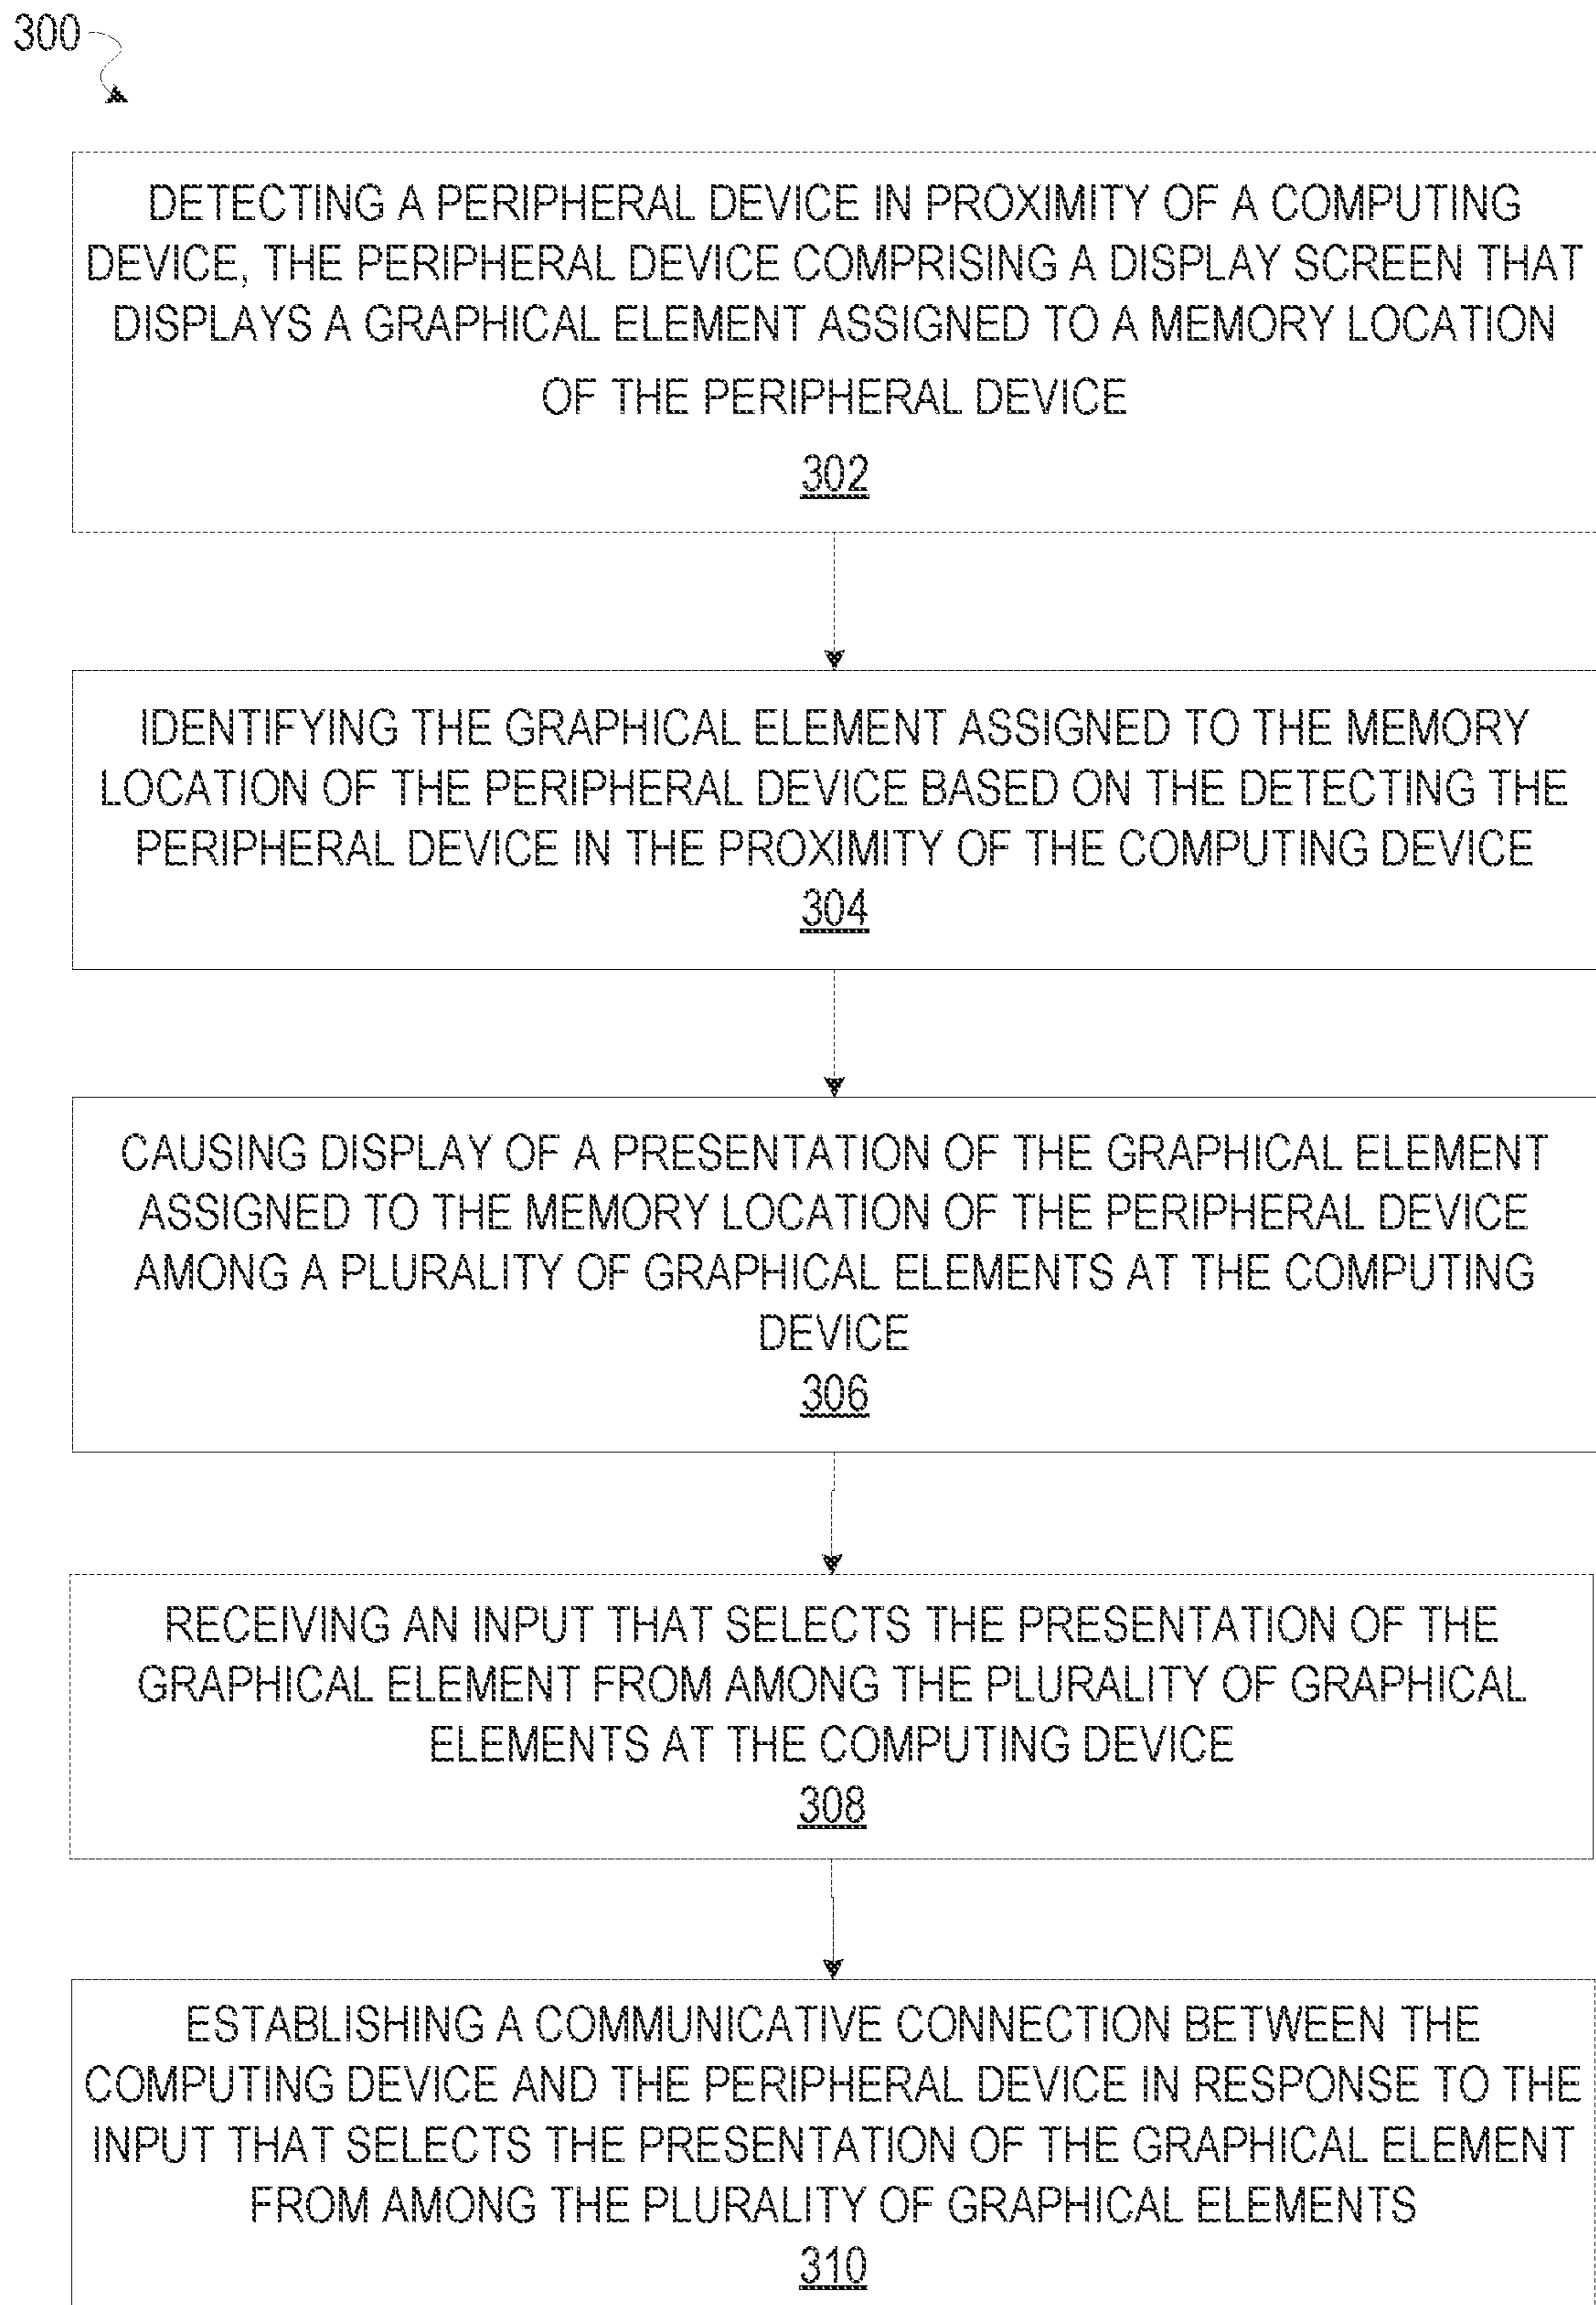 300
DETECTING A PERIPHERAL DEVICE IN PROXIMITY OF A COMPUTING
DEVICE, THE PERIPHERAL DEVICE COMPRISING A DISPLAY SCREEN THAT
DISPLAYS A GRAPHICAL ELEMENT ASSIGNED TO A MEMORY LOCATION
OF THE PERIPHERAL DEVICE
302
IDENTIFYING THE GRAPHICAL ELEMENT ASSIGNED TO THE MEMORY
LOCATION OF THE PERIPHERAL DEVICE BASED ON THE DETECTING THE
PERIPHERAL DEVICE IN THE PROXIMITY OF THE COMPUTING DEVICE
304
CAUSING DISPLAY OF A PRESENTATION OF THE GRAPHICAL ELEMENT
ASSIGNED TO THE MEMORY LOCATION OF THE PERIPHERAL DEVICE
AMONG A PLURALITY OF GRAPHICAL ELEMENTS AT THE COMPUTING
DEVICE
306
RECEIVING AN INPUT THAT SELECTS THE PRESENTATION OF THE
GRAPHICAL ELEMENT FROM AMONG THE PLURALITY OF GRAPHICAL
ELEMENTS AT THE COMPUTING DEVICE
308
ESTABLISHING A COMMUNICATIVE CONNECTION BETWEEN THE
COMPUTING DEVICE AND THE PERIPHERAL DEVICE IN RESPONSE TO THE
INPUT THAT SELECTS THE PRESENTATION OF THE GRAPHICAL ELEMENT
FROM AMONG THE PLURALITY OF GRAPHICAL ELEMENTS
310